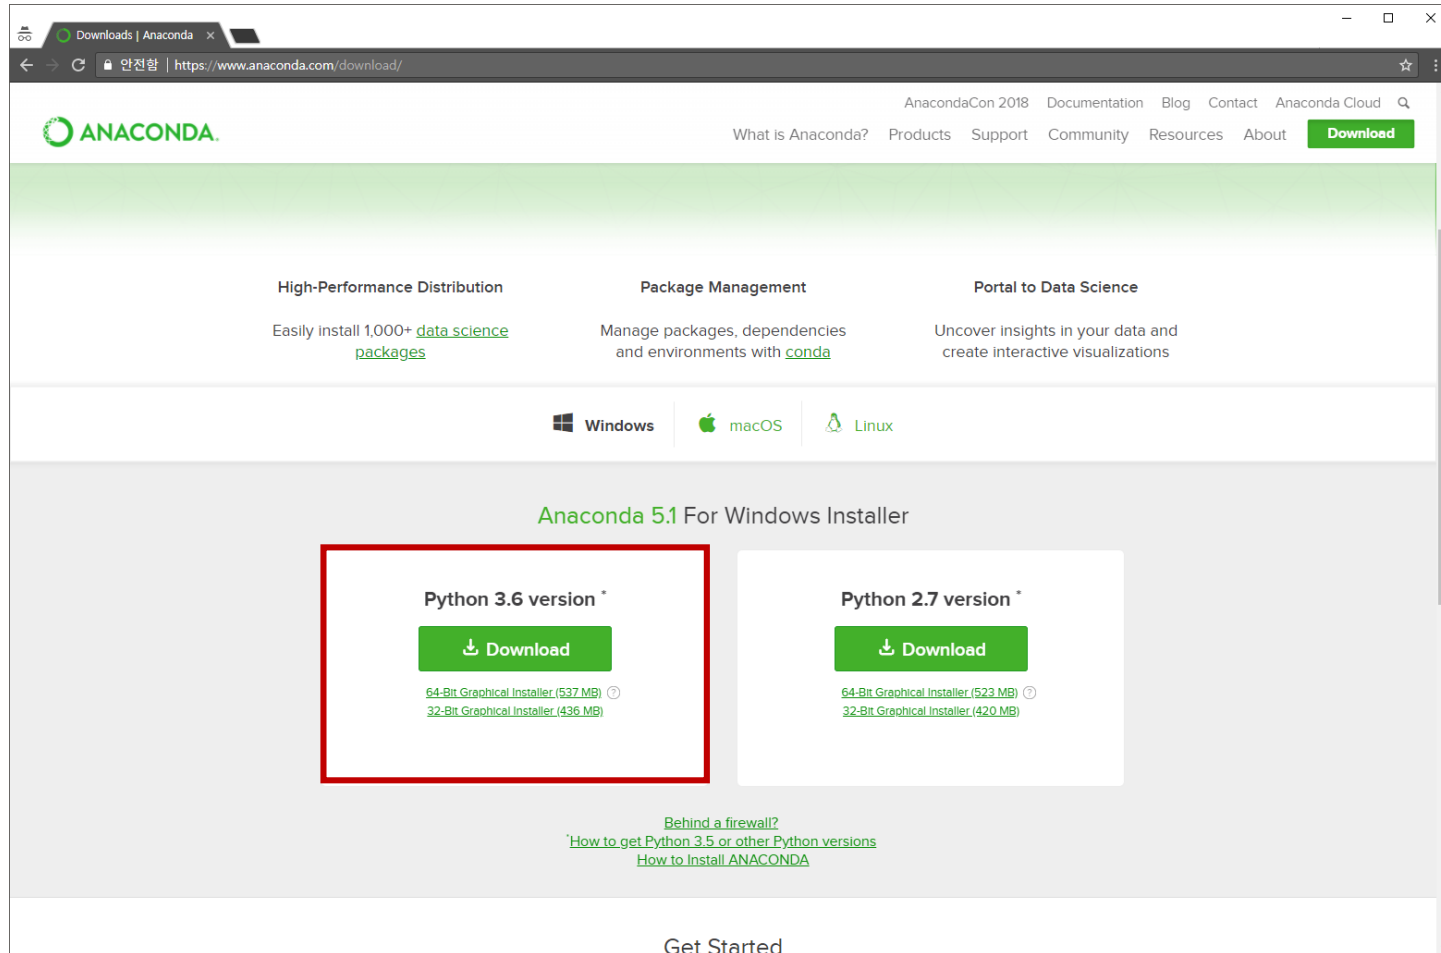 Downloads | Anaconda
안전함 | https://www.anaconda.com/download/
AnacondaCon 2018 Documentation Blog Contact Anaconda Cloud
ANACONDA.
What is Anaconda? Products Support Community Resources About Download
High-Performance Distribution
Easily install 1,000+ data science
packages
Package Management
Manage packages, dependencies
and environments with conda
Portal to Data Science
Uncover insights in your data and
create interactive visualizations
Windows macOS Linux
Anaconda 5.1 For Windows Installer
Python 3.6 version *
Download
64-Bit Graphical Installer (537 MB) ?
32-Bit Graphical Installer (436 MB)
Python 2.7 version *
Download
64-Bit Graphical Installer (523 MB) ?
32-Bit Graphical Installer (420 MB)
Behind a firewall?
*How to get Python 3.5 or other Python versions
How to Install ANACONDA
Get Started